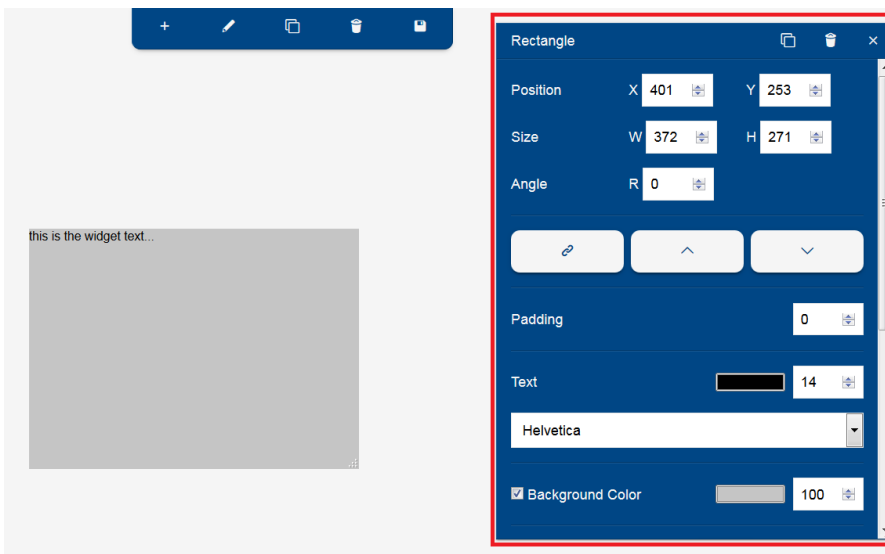 Rectangle
Position X 401 Y 253
Size W 372 H 271
Angle R 0
this is the widget text...
Padding 0
Text 14
Helvetica
Background Color 100